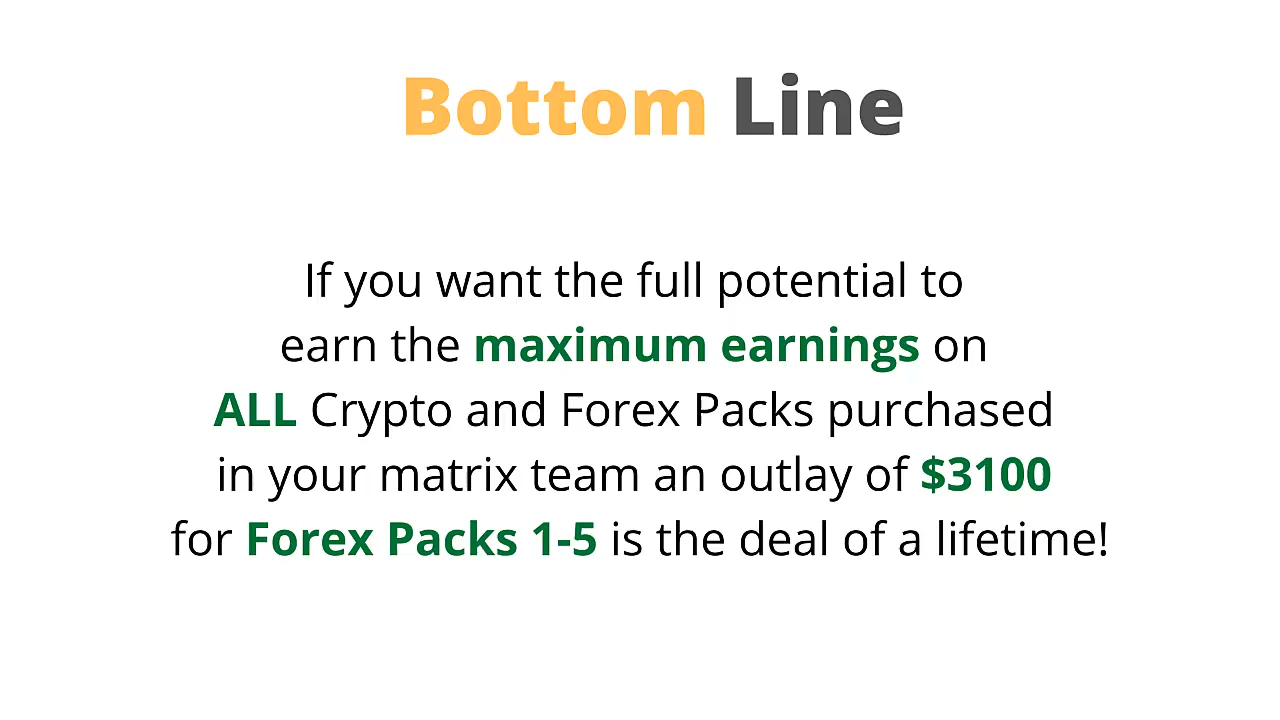 Bottom Line
If you want the full potential to
earn the maximum earnings on
ALL Crypto and Forex Packs purchased
in your matrix team an outlay of $3100
for Forex Packs 1-5 is the deal of a lifetime!